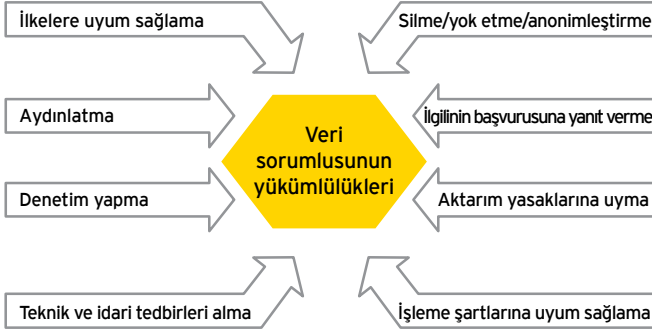 İlkelere uyum sağlama
Silme/yok etme/anonimleştirme
Aydınlatma
İlgilinin başvurusuna yanıt verme
Veri
sorumlusunun
yükümlülükleri
Denetim yapma
Aktarım yasaklarına uyma
Teknik ve idari tedbirleri alma
İşleme şartlarına uyum sağlama